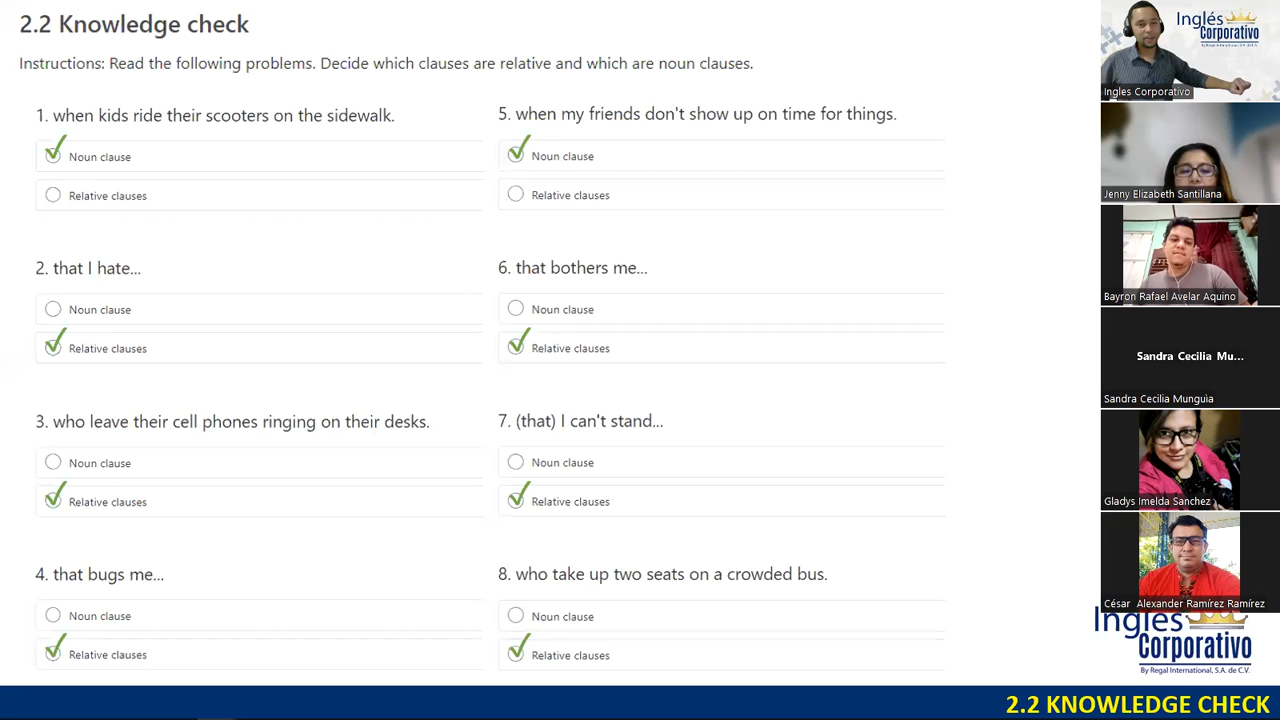 2.2 Knowledge check
Instructions: Read the following problems. Decide which clauses are relative and which are noun clauses.
1. when kids ride their scooters on the sidewalk.
Noun clause
Relative clauses
2. that I hate...
Noun clause
Relative clauses
3. who leave their cell phones ringing on their desks.
Noun clause
Relative clauses
4. that bugs me...
Noun clause
Relative clauses
5. when my friends don't show up on time for things.
Noun clause
Relative clauses
6. that bothers me...
Noun clause
Relative clauses
7. (that) I can't stand...
Noun clause
Relative clauses
8. who take up two seats on a crowded bus.
Noun clause
Relative clauses
Inglés
Corporativo
By Regal International, S.A. de C.V.
Ingles Corporativo
Jenny Elizabeth Santillana
Bayron Rafael Avelar Aquino
Sandra Cecilia Mu...
Sandra Cecilia Munguìa
Gladys Imelda Sanchez
César Alexander Ramírez Ramírez
Inglés
Corporativo
By Regal International, S.A. de C.V.
2.2 KNOWLEDGE CHECK